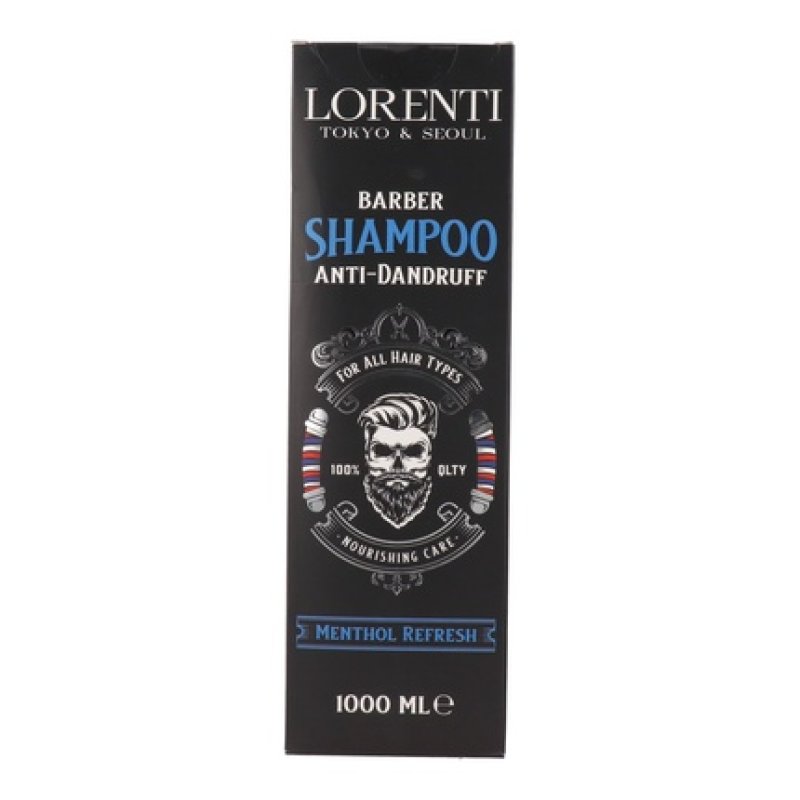 LORENTI
TOKYO & SEOUL
BARBER
SHAMPOO
ANTI-DANDRUFF
FOR ALL HAIR TYPES
100% QLTY
· NOURISHING CARE ·
MENTHOL REFRESH
1000 ML ℮